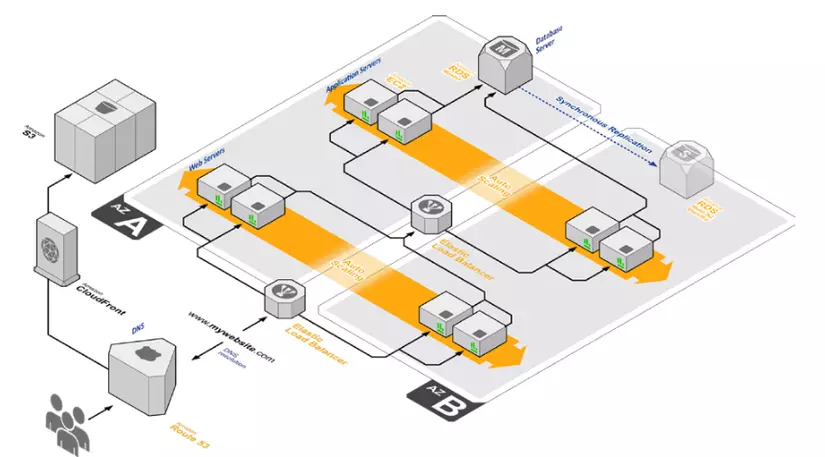 Database
Server
Application Servers
RDS
EC2
M
Synchronous Replication
Amazon
S3
Web Servers
S
Auto
Scaling
RDS
AZ
A
Elastic
Load Balancer
Auto
Scaling
Amazon
CloudFront
DNS
www.mywebsite.com
DNS
resolution
Elastic
Load Balancer
AZ
B
Amazon
Route 53